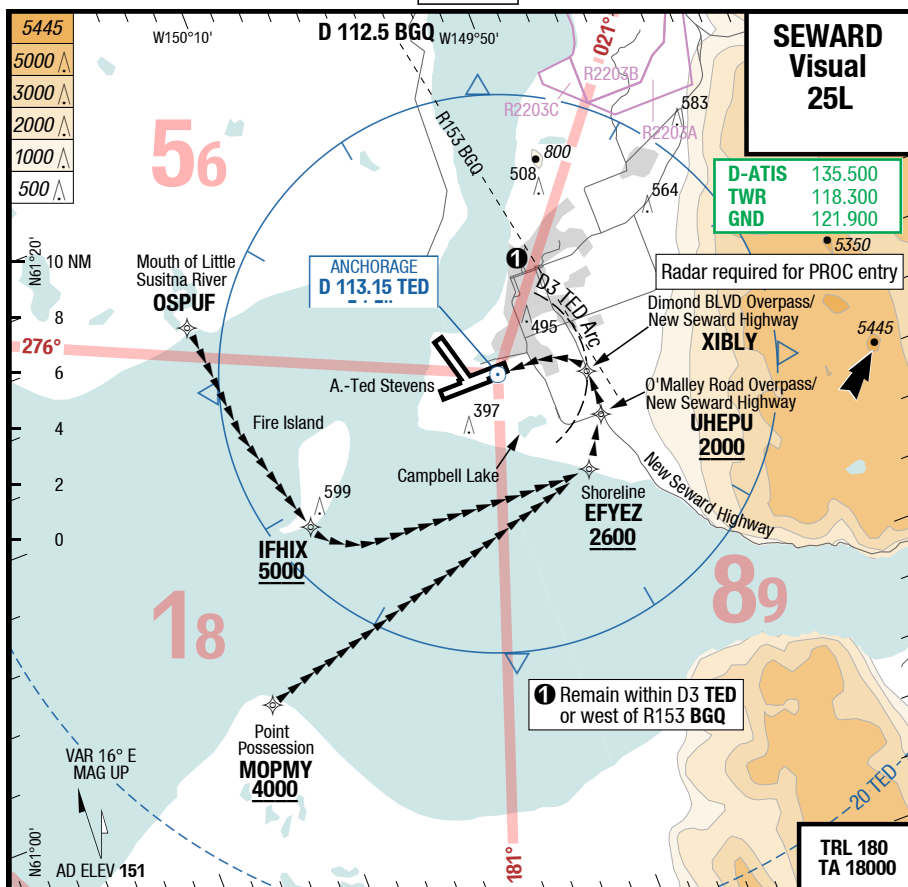 5445
5000
3000
2000
1000
500
W150°10'
D 112.5 BGQ
W149°50'
021°
SEWARD
Visual
25L
R2203B
R2203C
R2203A
583
56
R153 BGQ
800
508
564
D-ATIS 135.500
TWR 118.300
GND 121.900
5350
N61°20'
10 NM
8
6
4
2
0
Mouth of Little
Susitna River
OSPUF
ANCHORAGE
D 113.15 TED
1
D3 TED Arc
Radar required for PROC entry
Dimond BLVD Overpass/
New Seward Highway
XIBLY
495
5445
276°
A.-Ted Stevens
O'Malley Road Overpass/
New Seward Highway
UHEPU
2000
397
Fire Island
Campbell Lake
New Seward Highway
599
Shoreline
EFYEZ
2600
IFHIX
5000
18
89
1 Remain within D3 TED
or west of R153 BGQ
Point
Possession
MOPMY
4000
VAR 16° E
MAG UP
20 TED
N61°00'
AD ELEV 151
181°
TRL 180
TA 18000